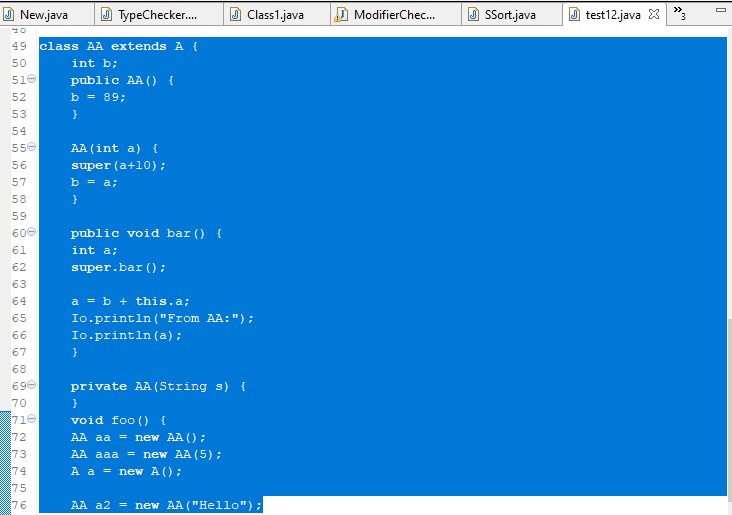 New.java TypeChecker.... Class1.java ModifierChec... SSort.java test12.java »3
48
49 class AA extends A {
50 int b;
51 public AA() {
52 b = 89;
53 }
54
55 AA(int a) {
56 super(a+10);
57 b = a;
58 }
59
60 public void bar() {
61 int a;
62 super.bar();
63
64 a = b + this.a;
65 Io.println("From AA:");
66 Io.println(a);
67 }
68
69 private AA(String s) {
70 }
71 void foo() {
72 AA aa = new AA();
73 AA aaa = new AA(5);
74 A a = new A();
75
76 AA a2 = new AA("Hello");